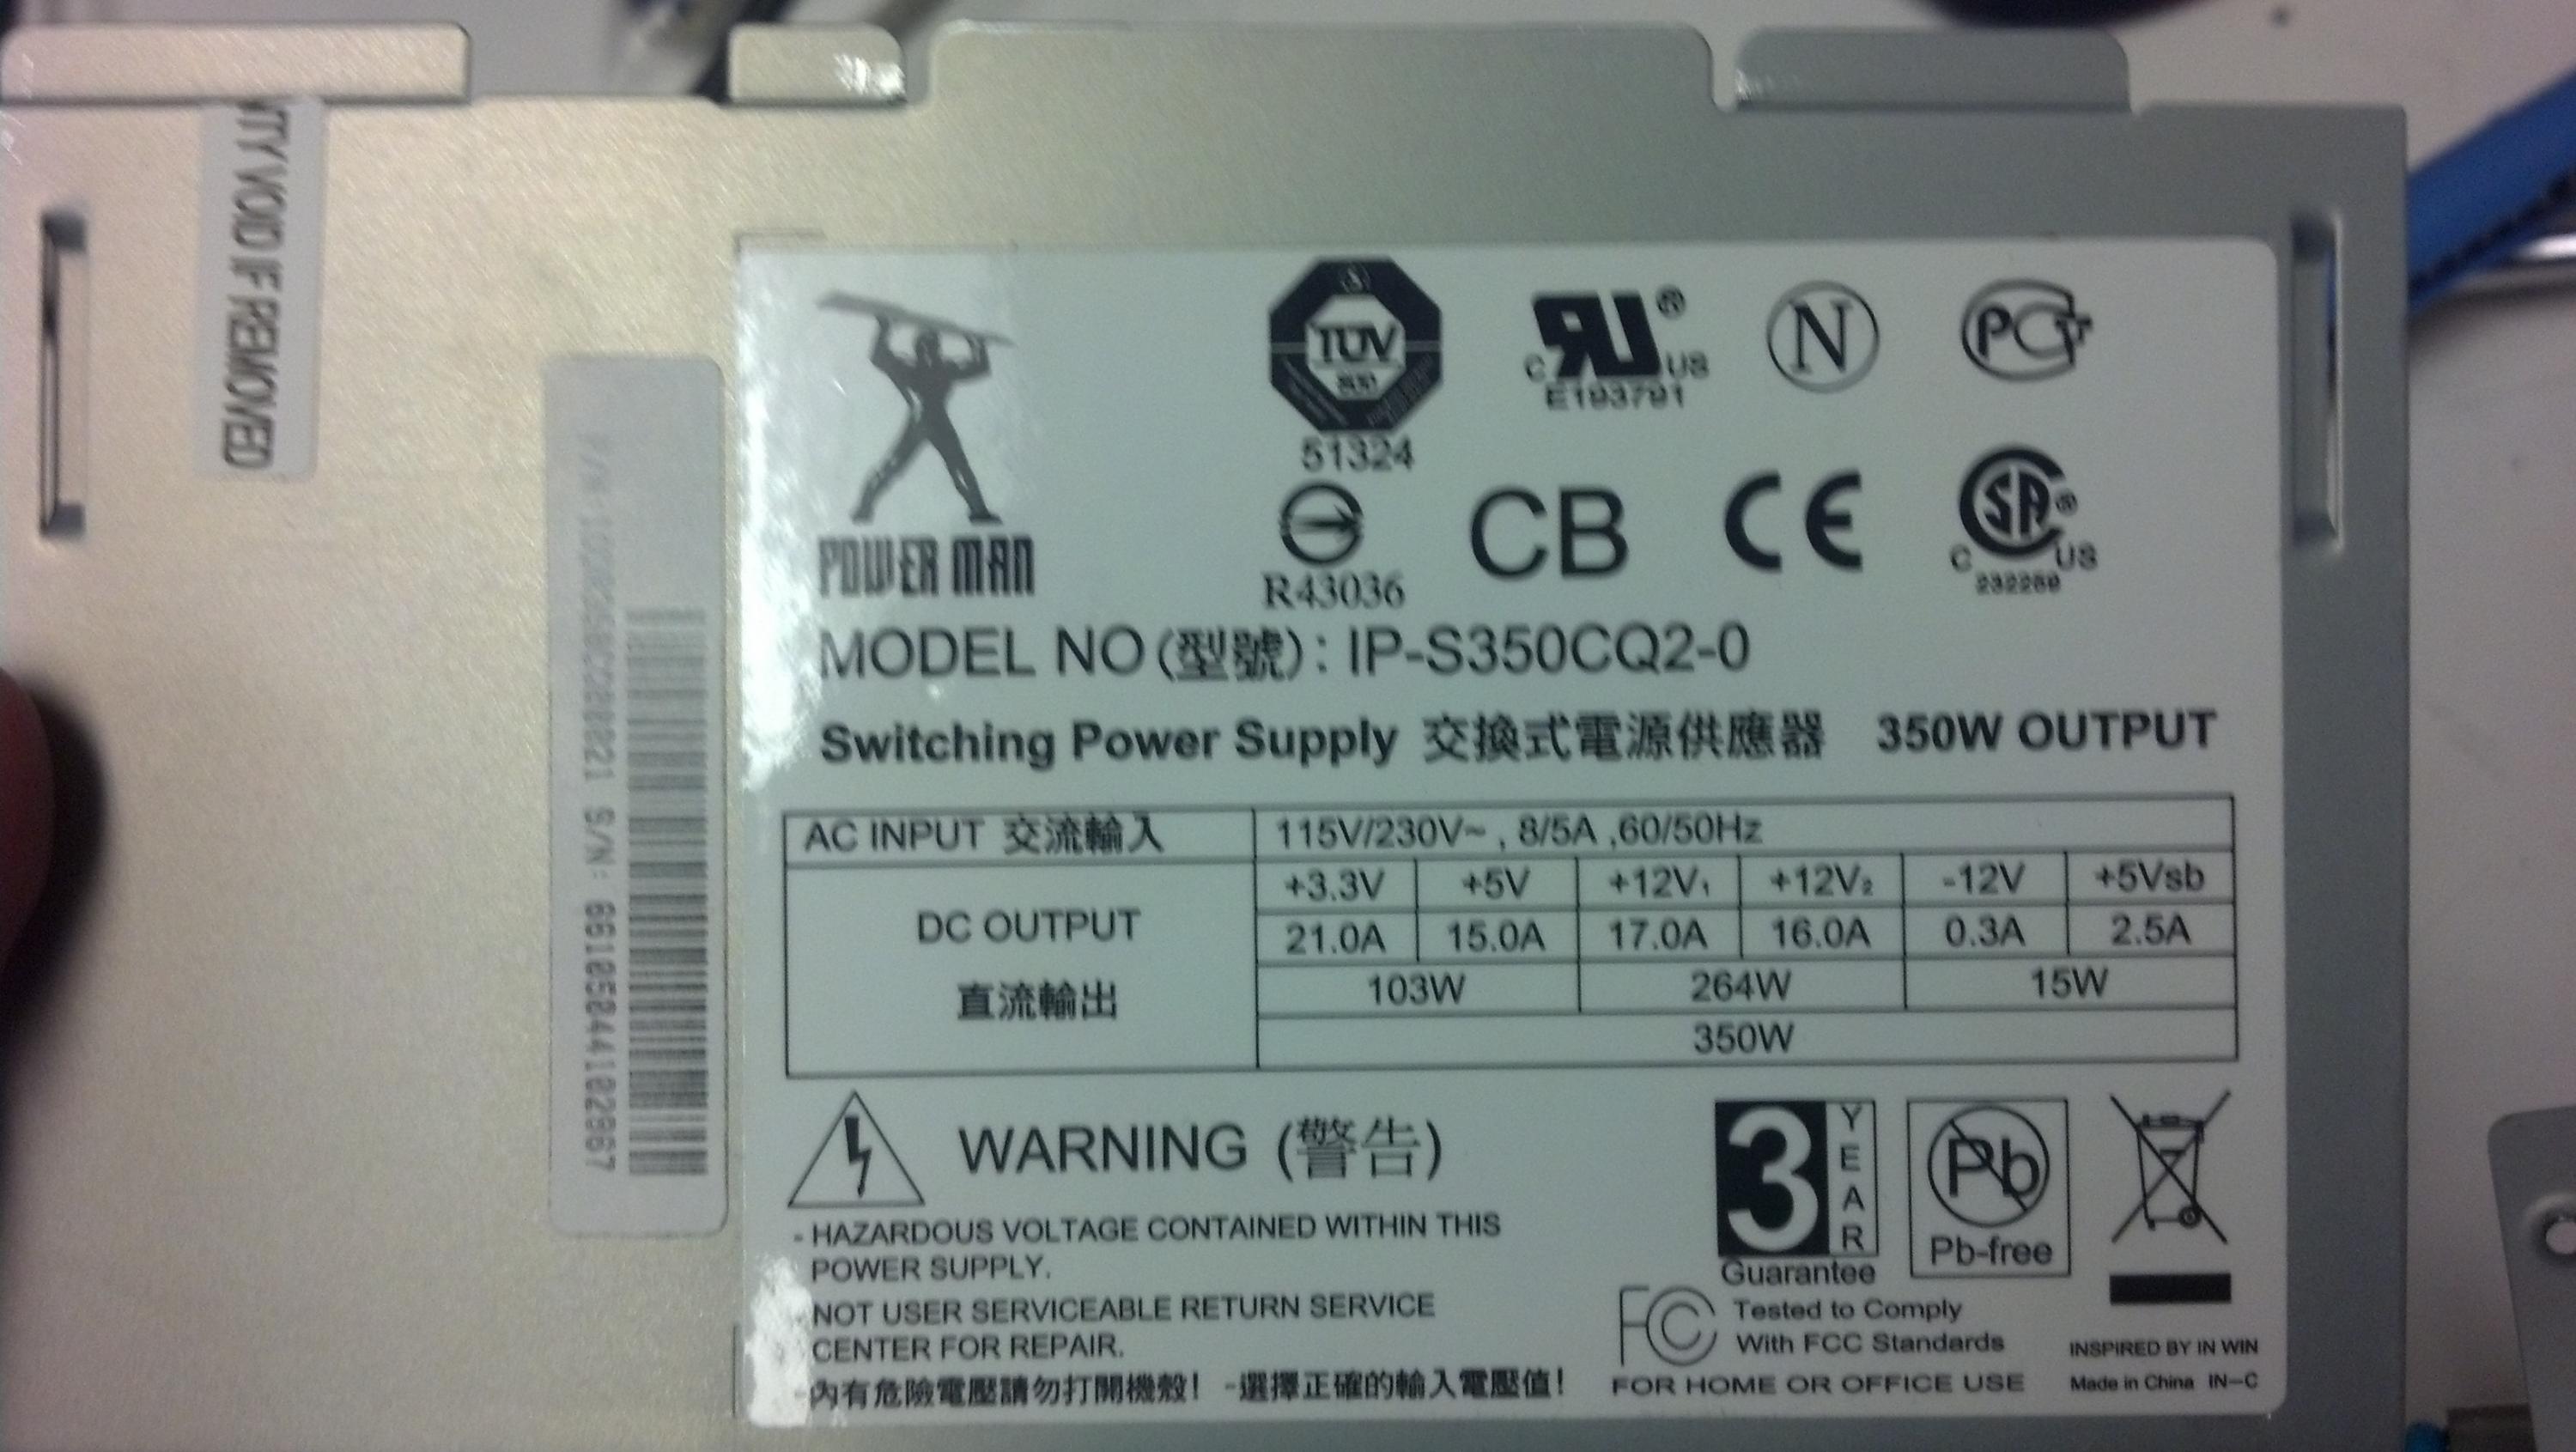 TY VOID IF REMOVED
S/N: 661050441102867
POWER MAN
TUV
51324
RU®
C US
E193791
N
PCT
R43036
CB
CE
SA®
C US
MODEL NO(型號): IP-S350CQ2-0
Switching Power Supply 交換式電源供應器 350W OUTPUT
AC INPUT 交流輸入 115V/230V~ , 8/5A ,60/50Hz
DC OUTPUT
直流輸出
+3.3V +5V +12V₁ +12V₂ -12V +5Vsb
21.0A 15.0A 17.0A 16.0A 0.3A 2.5A
103W 264W 15W
350W
WARNING (警告)
- HAZARDOUS VOLTAGE CONTAINED WITHIN THIS
POWER SUPPLY.
- NOT USER SERVICEABLE RETURN SERVICE
CENTER FOR REPAIR.
-內有危險電壓請勿打開機殼! -選擇正確的輸入電壓值!
3 YEAR
Guarantee
Pb
Pb-free
FC Tested to Comply
With FCC Standards
FOR HOME OR OFFICE USE
INSPIRED BY IN WIN
Made in China IN-C